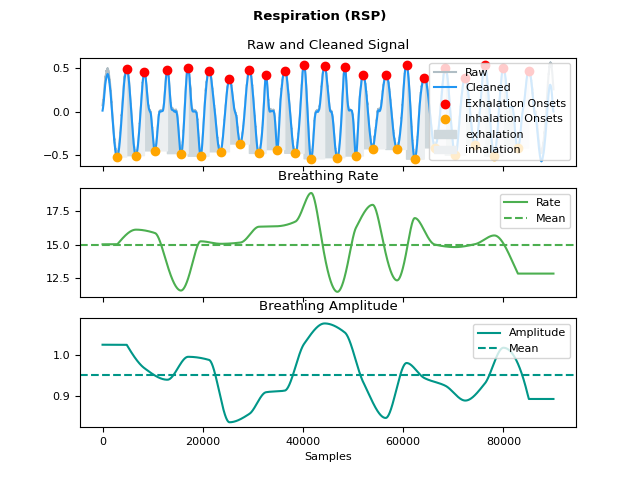 Respiration (RSP)
Raw and Cleaned Signal
0.5
0.0
−0.5
Raw
Cleaned
Exhalation Onsets
Inhalation Onsets
exhalation
inhalation
Breathing Rate
17.5
15.0
12.5
Rate
Mean
Breathing Amplitude
1.0
0.9
Amplitude
Mean
0 20000 40000 60000 80000
Samples